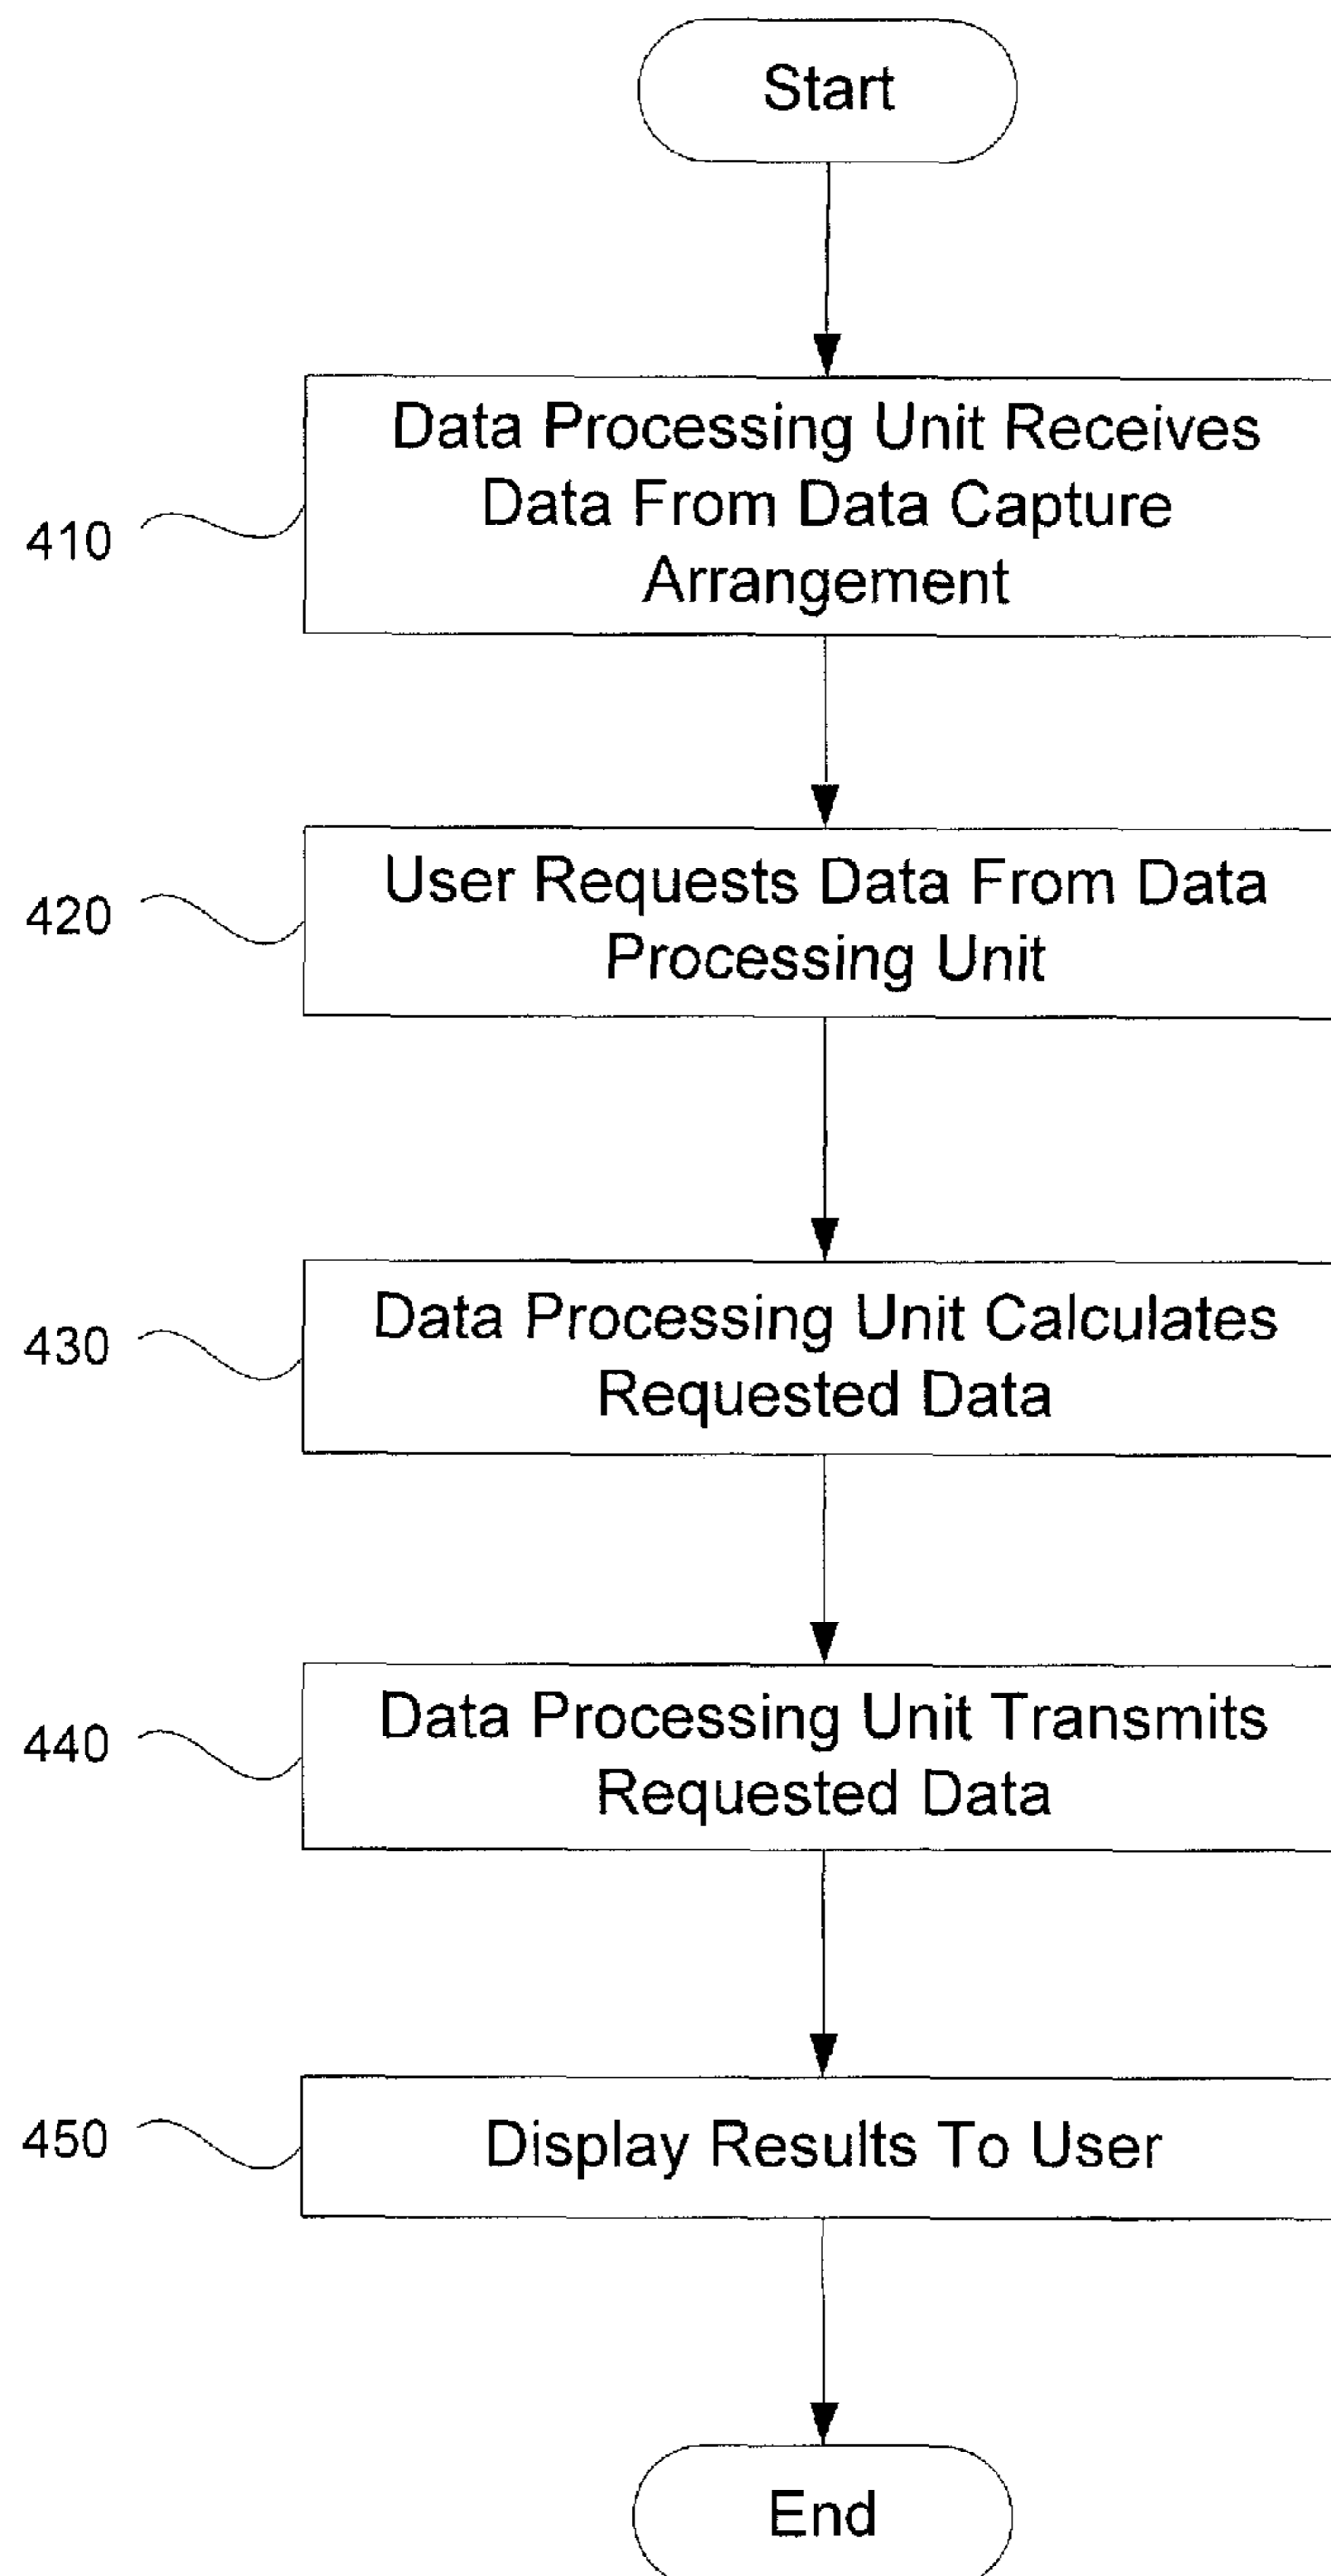 Start
410
Data Processing Unit Receives
Data From Data Capture
Arrangement
420
User Requests Data From Data
Processing Unit
430
Data Processing Unit Calculates
Requested Data
440
Data Processing Unit Transmits
Requested Data
450
Display Results To User
End